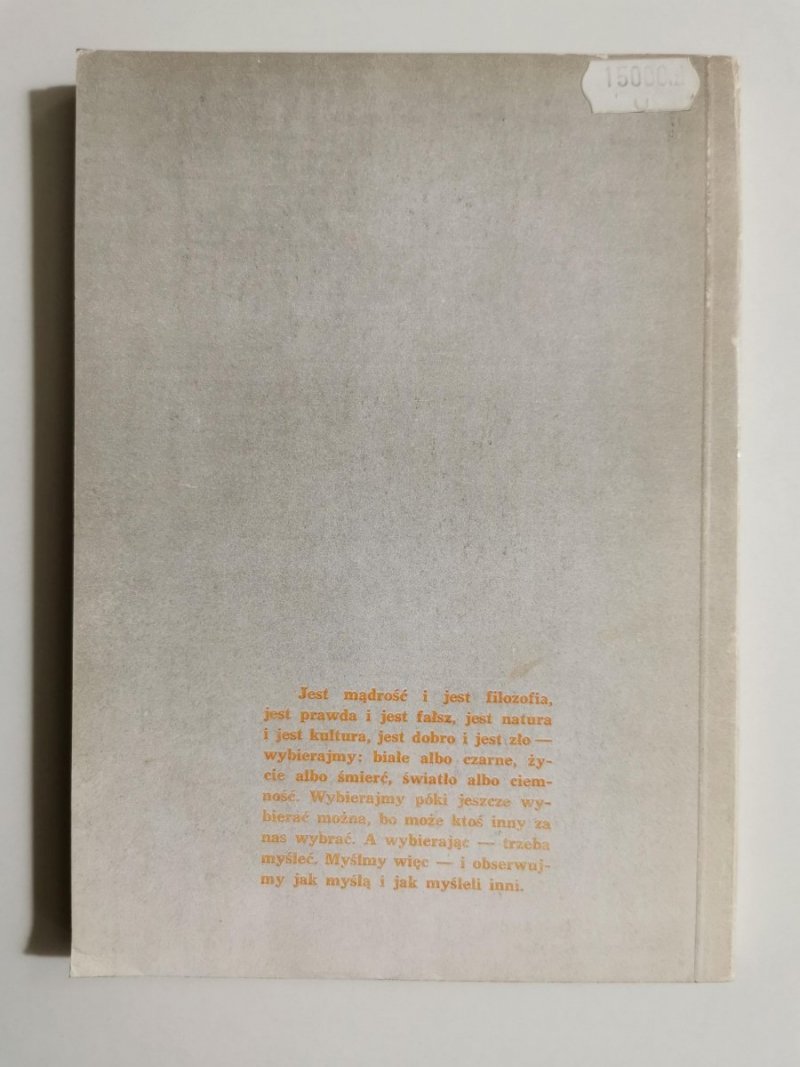 15000zł
Jest mądrość i jest filozofia,
jest prawda i jest fałsz, jest natura
i jest kultura, jest dobro i jest zło —
wybierajmy: białe albo czarne, ży-
cie albo śmierć, światło albo ciem-
ność. Wybierajmy póki jeszcze wy-
bierać można, bo może ktoś inny za
nas wybrać. A wybierając — trzeba
myśleć. Myślmy więc — i obserwuj-
my jak myślą i jak myśleli inni.